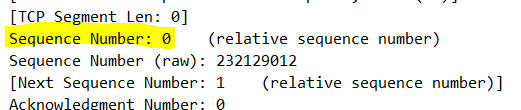 [TCP Segment Len: 0]
Sequence Number: 0    (relative sequence number)
Sequence Number (raw): 232129012
[Next Sequence Number: 1    (relative sequence number)]
Acknowledgment Number: 0